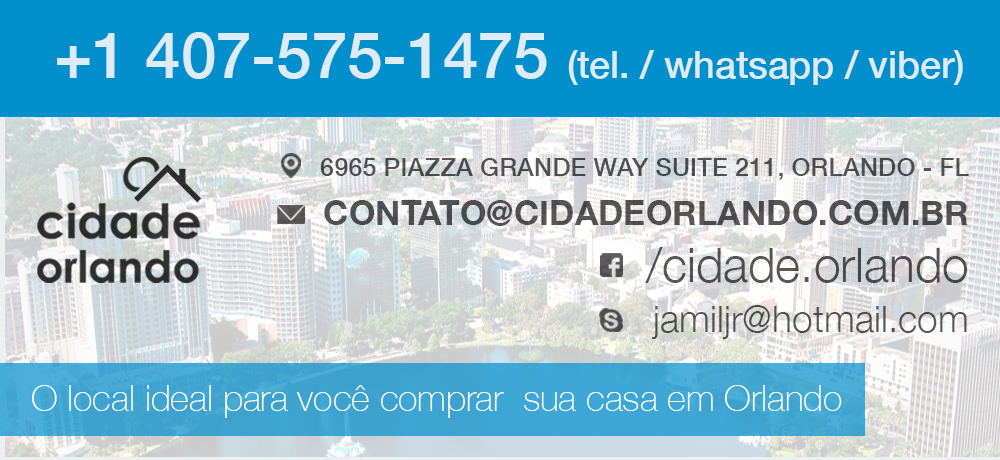 +1 407-575-1475 (tel. / whatsapp / viber)
cidade
orlando
6965 PIAZZA GRANDE WAY SUITE 211, ORLANDO - FL
CONTATO@CIDADEORLANDO.COM.BR
/cidade.orlando
jamiljr@hotmail.com
O local ideal para você comprar  sua casa em Orlando